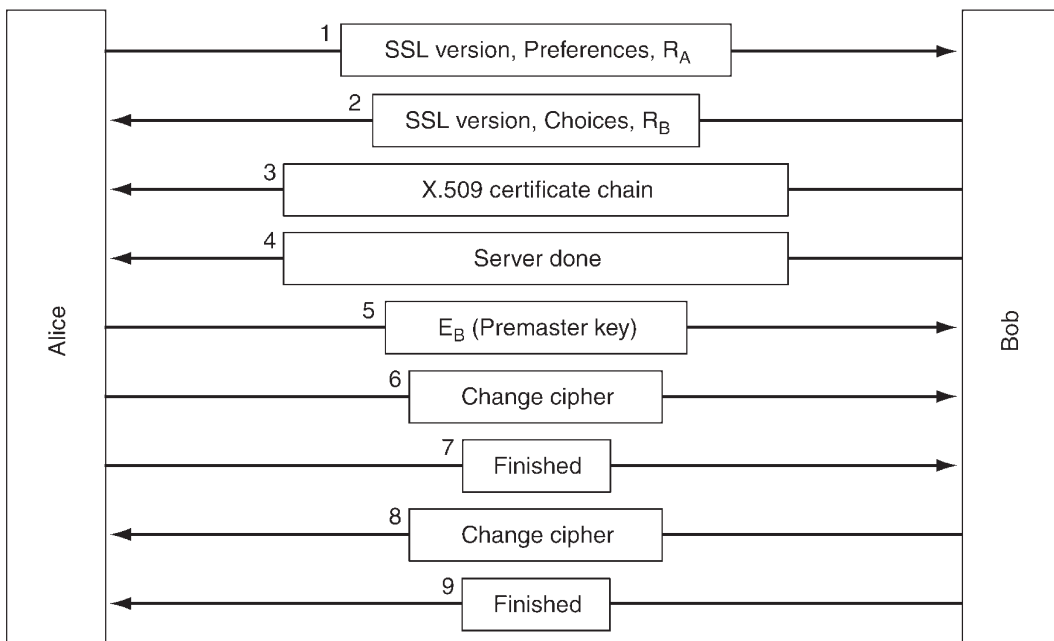 Alice
Bob
1
SSL version, Preferences, R_A
2
SSL version, Choices, R_B
3
X.509 certificate chain
4
Server done
5
E_B (Premaster key)
6
Change cipher
7
Finished
8
Change cipher
9
Finished